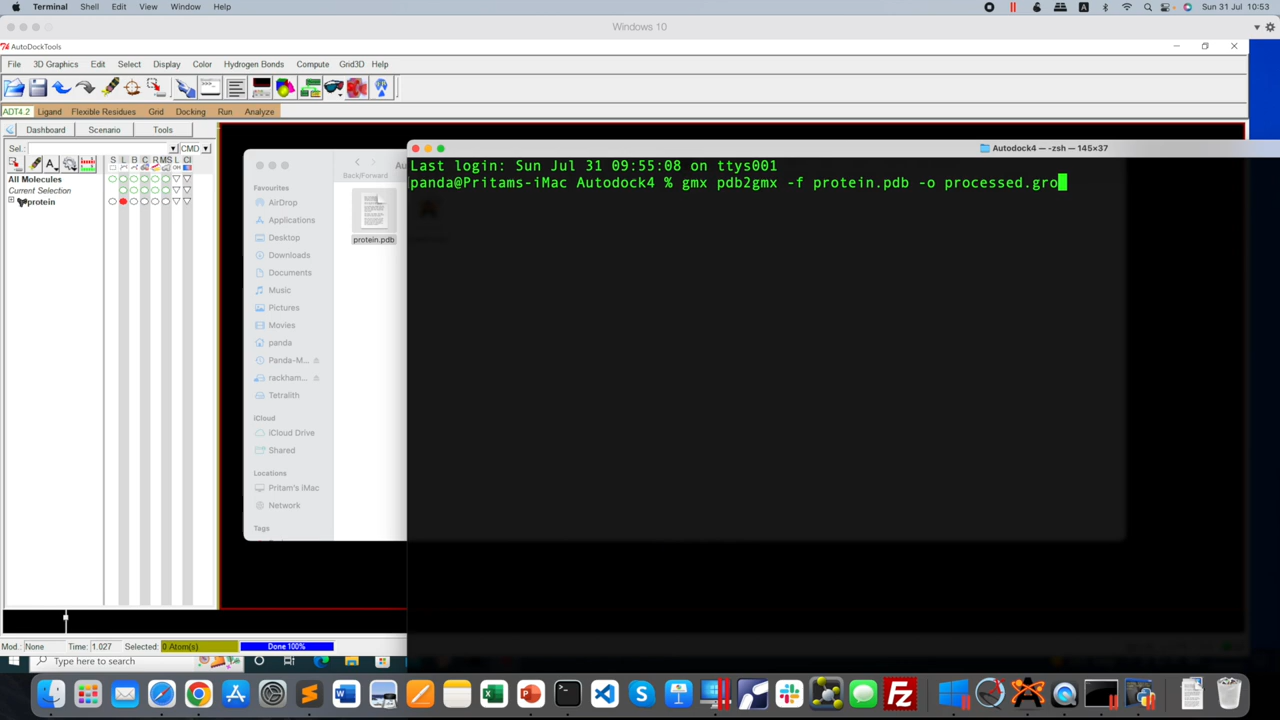 Terminal Shell Edit View Window Help A Sun 31 Jul 10:53
Windows 10
AutoDockTools
File 3D Graphics Edit Select Display Color Hydrogen Bonds Compute Grid3D Help
ADT4.2 Ligand Flexible Residues Grid Docking Run Analyze
Dashboard Scenario Tools
Sel.: CMD
S L B C R MS L Cl
All Molecules
Current Selection
protein
Back/Forward
Favourites
AirDrop
Applications
Desktop
Downloads
Documents
Music
Pictures
Movies
panda
Panda-M...
rackham...
Tetralith
iCloud
iCloud Drive
Shared
Locations
Pritam's iMac
Network
Tags
protein.pdb
Autodock4 — -zsh — 145×37
Last login: Sun Jul 31 09:55:08 on ttys001
panda@Pritams-iMac Autodock4 % gmx pdb2gmx -f protein.pdb -o processed.gro
Mod.: None Time: 1.027 Selected: 0 Atom(s) Done 100%
Type here to search